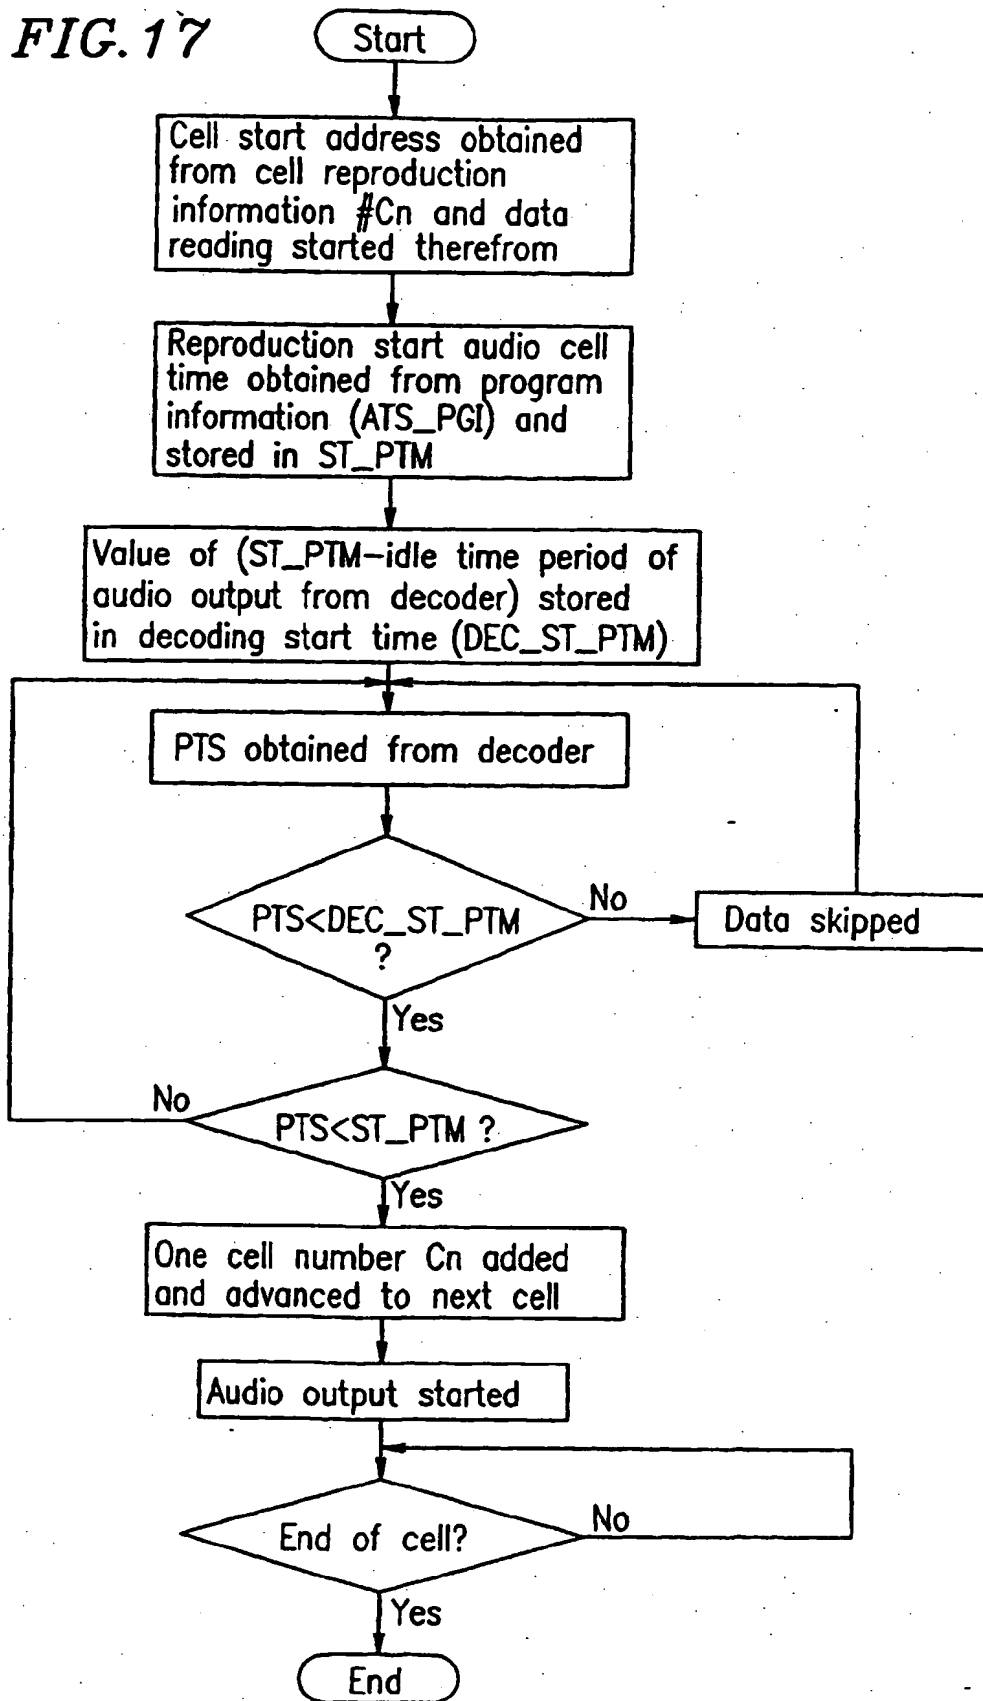 FIG.17
Start
Cell start address obtained
from cell reproduction
information #Cn and data
reading started therefrom
Reproduction start audio cell
time obtained from program
information (ATS_PGI) and
stored in ST_PTM
Value of (ST_PTM-idle time period of
audio output from decoder) stored
in decoding start time (DEC_ST_PTM)
PTS obtained from decoder
PTS<DEC_ST_PTM
?
No
Data skipped
Yes
No
PTS<ST_PTM ?
Yes
One cell number Cn added
and advanced to next cell
Audio output started
End of cell?
No
Yes
End